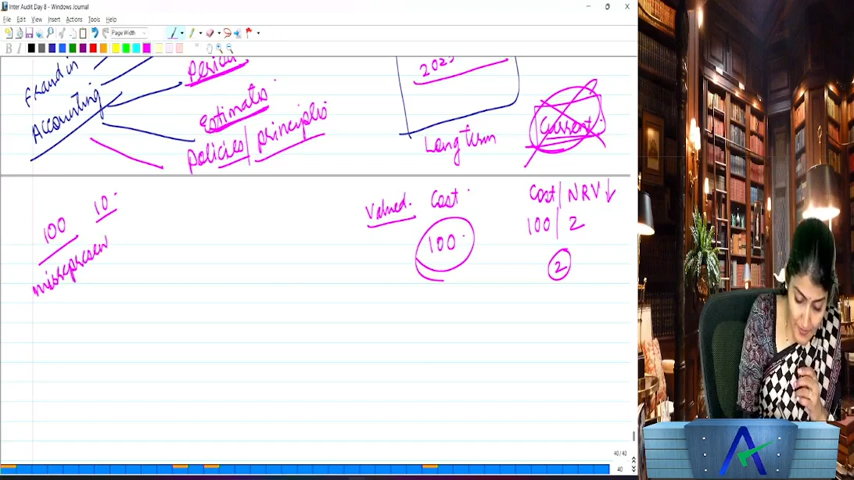 Inter Audit Day 8 - Windows Journal
File Edit View Insert Actions Tools Help
Page Width
Fraud in
Accounting
Period
Estimates
Policies/principles
2023
Long term
Current
100 10
misrepresen
Valued. Cost
100
Cost/NRV↓
100/2
2
40/40
40